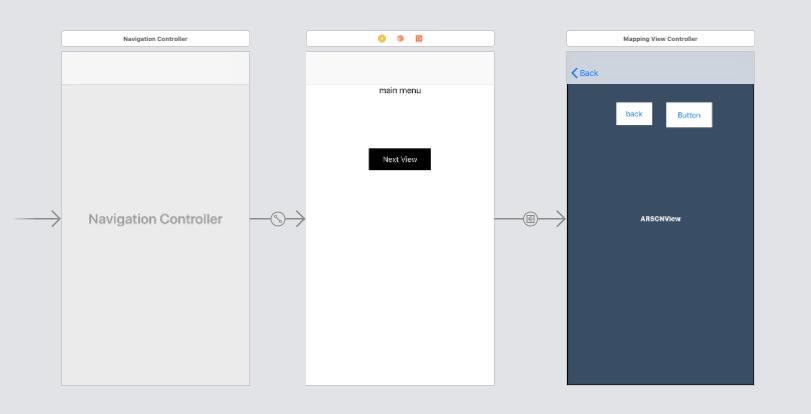 Navigation Controller
Mapping View Controller
Back
main menu
back
Button
Next View
Navigation Controller
ARSCNView